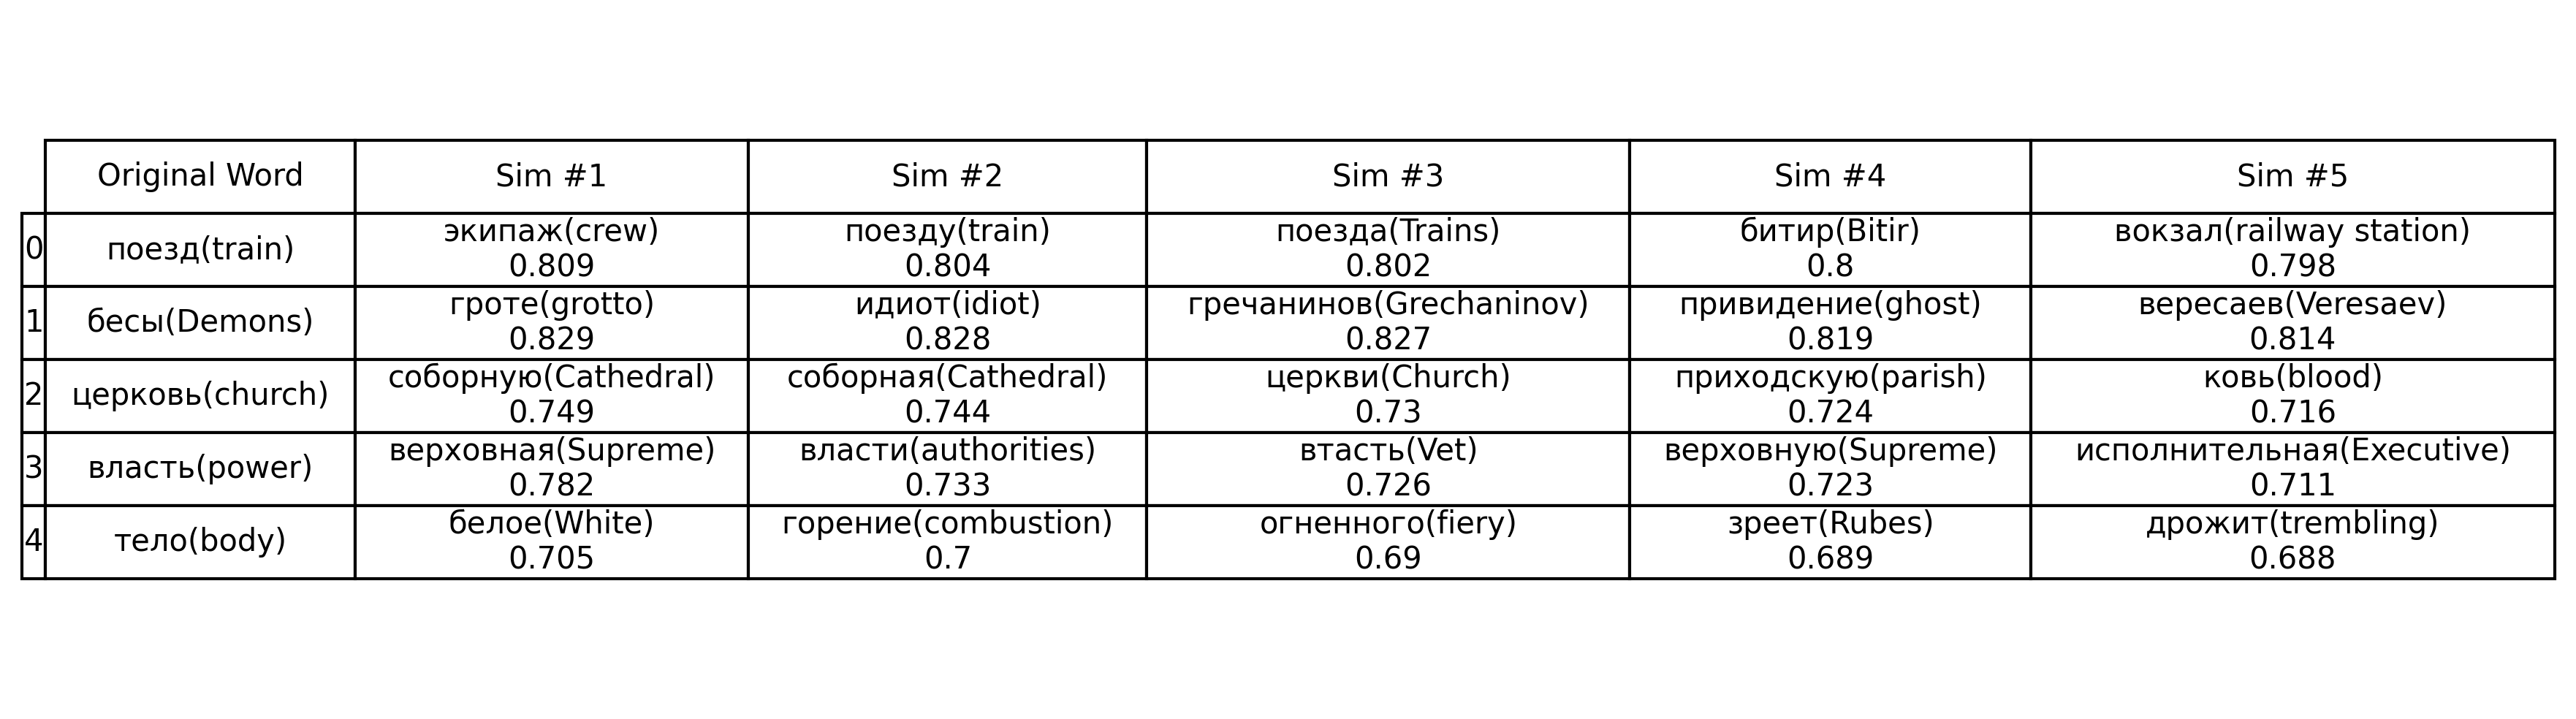 Original Word Sim #1 Sim #2 Sim #3 Sim #4 Sim #5
0 поезд(train) экипаж(crew) 0.809 поезду(train) 0.804 поезда(Trains) 0.802 битир(Bitir) 0.8 вокзал(railway station) 0.798
1 бесы(Demons) гроте(grotto) 0.829 идиот(idiot) 0.828 гречанинов(Grechaninov) 0.827 привидение(ghost) 0.819 вересаев(Veresaev) 0.814
2 церковь(church) соборную(Cathedral) 0.749 соборная(Cathedral) 0.744 церкви(Church) 0.73 приходскую(parish) 0.724 ковь(blood) 0.716
3 власть(power) верховная(Supreme) 0.782 власти(authorities) 0.733 втасть(Vet) 0.726 верховную(Supreme) 0.723 исполнительная(Executive) 0.711
4 тело(body) белое(White) 0.705 горение(combustion) 0.7 огненного(fiery) 0.69 зреет(Rubes) 0.689 дрожит(trembling) 0.688